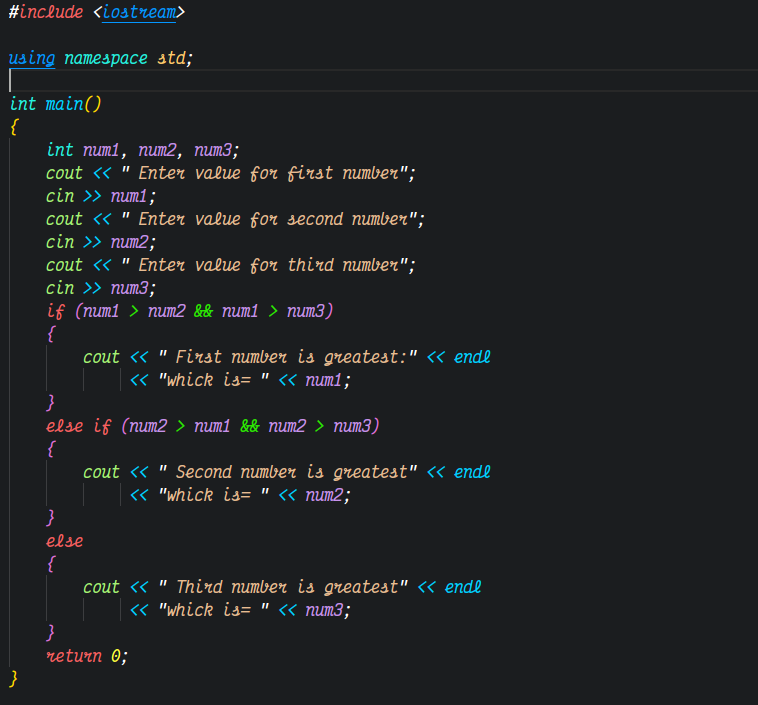 #include <iostream>
using namespace std;
int main()
{
int num1, num2, num3;
cout << " Enter value for first number";
cin >> num1;
cout << " Enter value for second number";
cin >> num2;
cout << " Enter value for third number";
cin >> num3;
if (num1 > num2 && num1 > num3)
{
cout << " First number is greatest:" << endl
<< "whick is= " << num1;
}
else if (num2 > num1 && num2 > num3)
{
cout << " Second number is greatest" << endl
<< "whick is= " << num2;
}
else
{
cout << " Third number is greatest" << endl
<< "whick is= " << num3;
}
return 0;
}